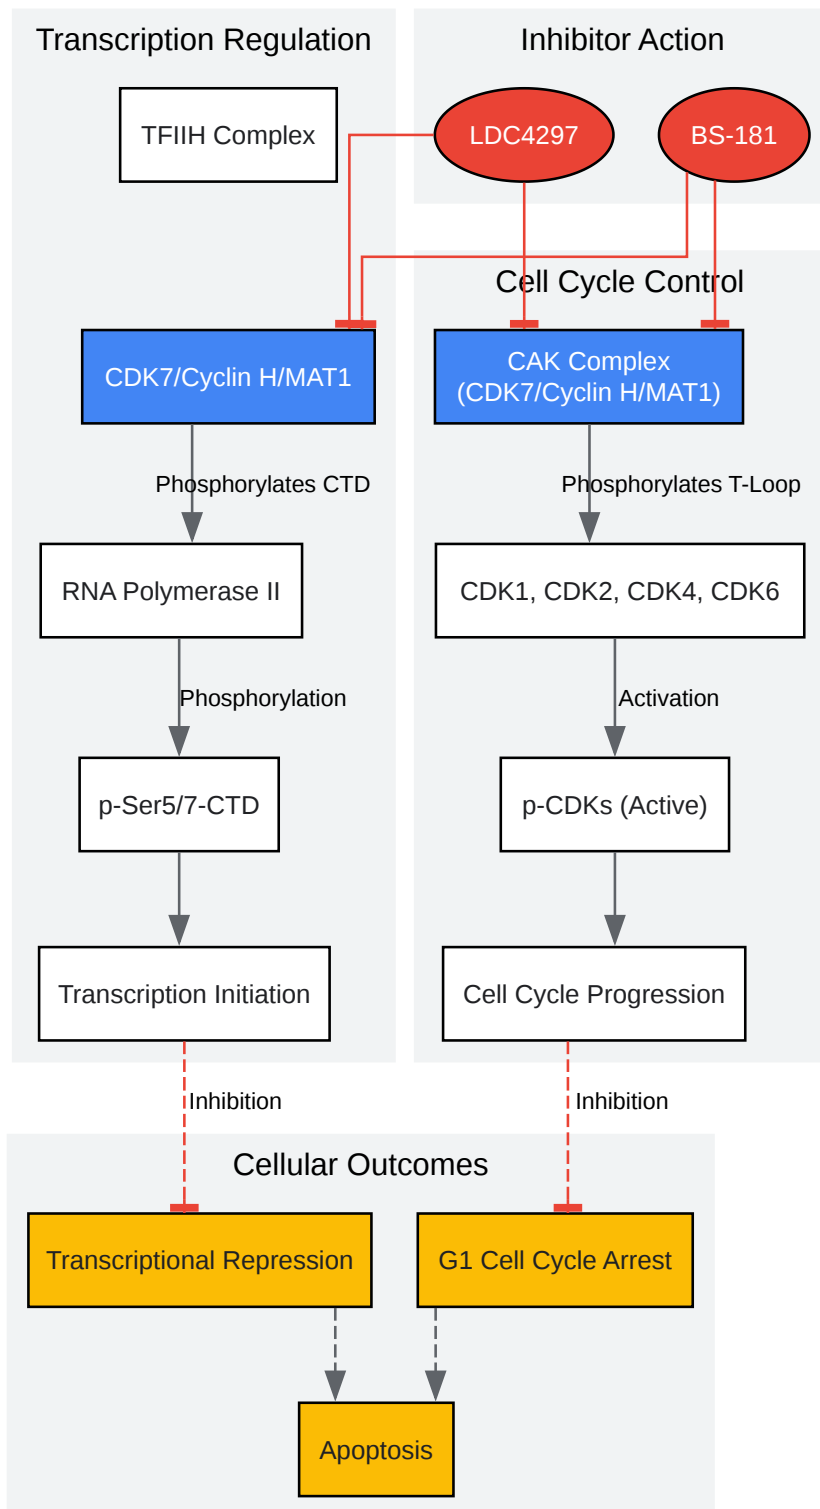 Transcription Regulation
Inhibitor Action
TFIIH Complex
LDC4297
BS-181
Cell Cycle Control
CDK7/Cyclin H/MAT1
CAK Complex
(CDK7/Cyclin H/MAT1)
Phosphorylates CTD
Phosphorylates T-Loop
RNA Polymerase II
CDK1, CDK2, CDK4, CDK6
Phosphorylation
Activation
p-Ser5/7-CTD
p-CDKs (Active)
Transcription Initiation
Cell Cycle Progression
Inhibition
Inhibition
Cellular Outcomes
Transcriptional Repression
G1 Cell Cycle Arrest
Apoptosis